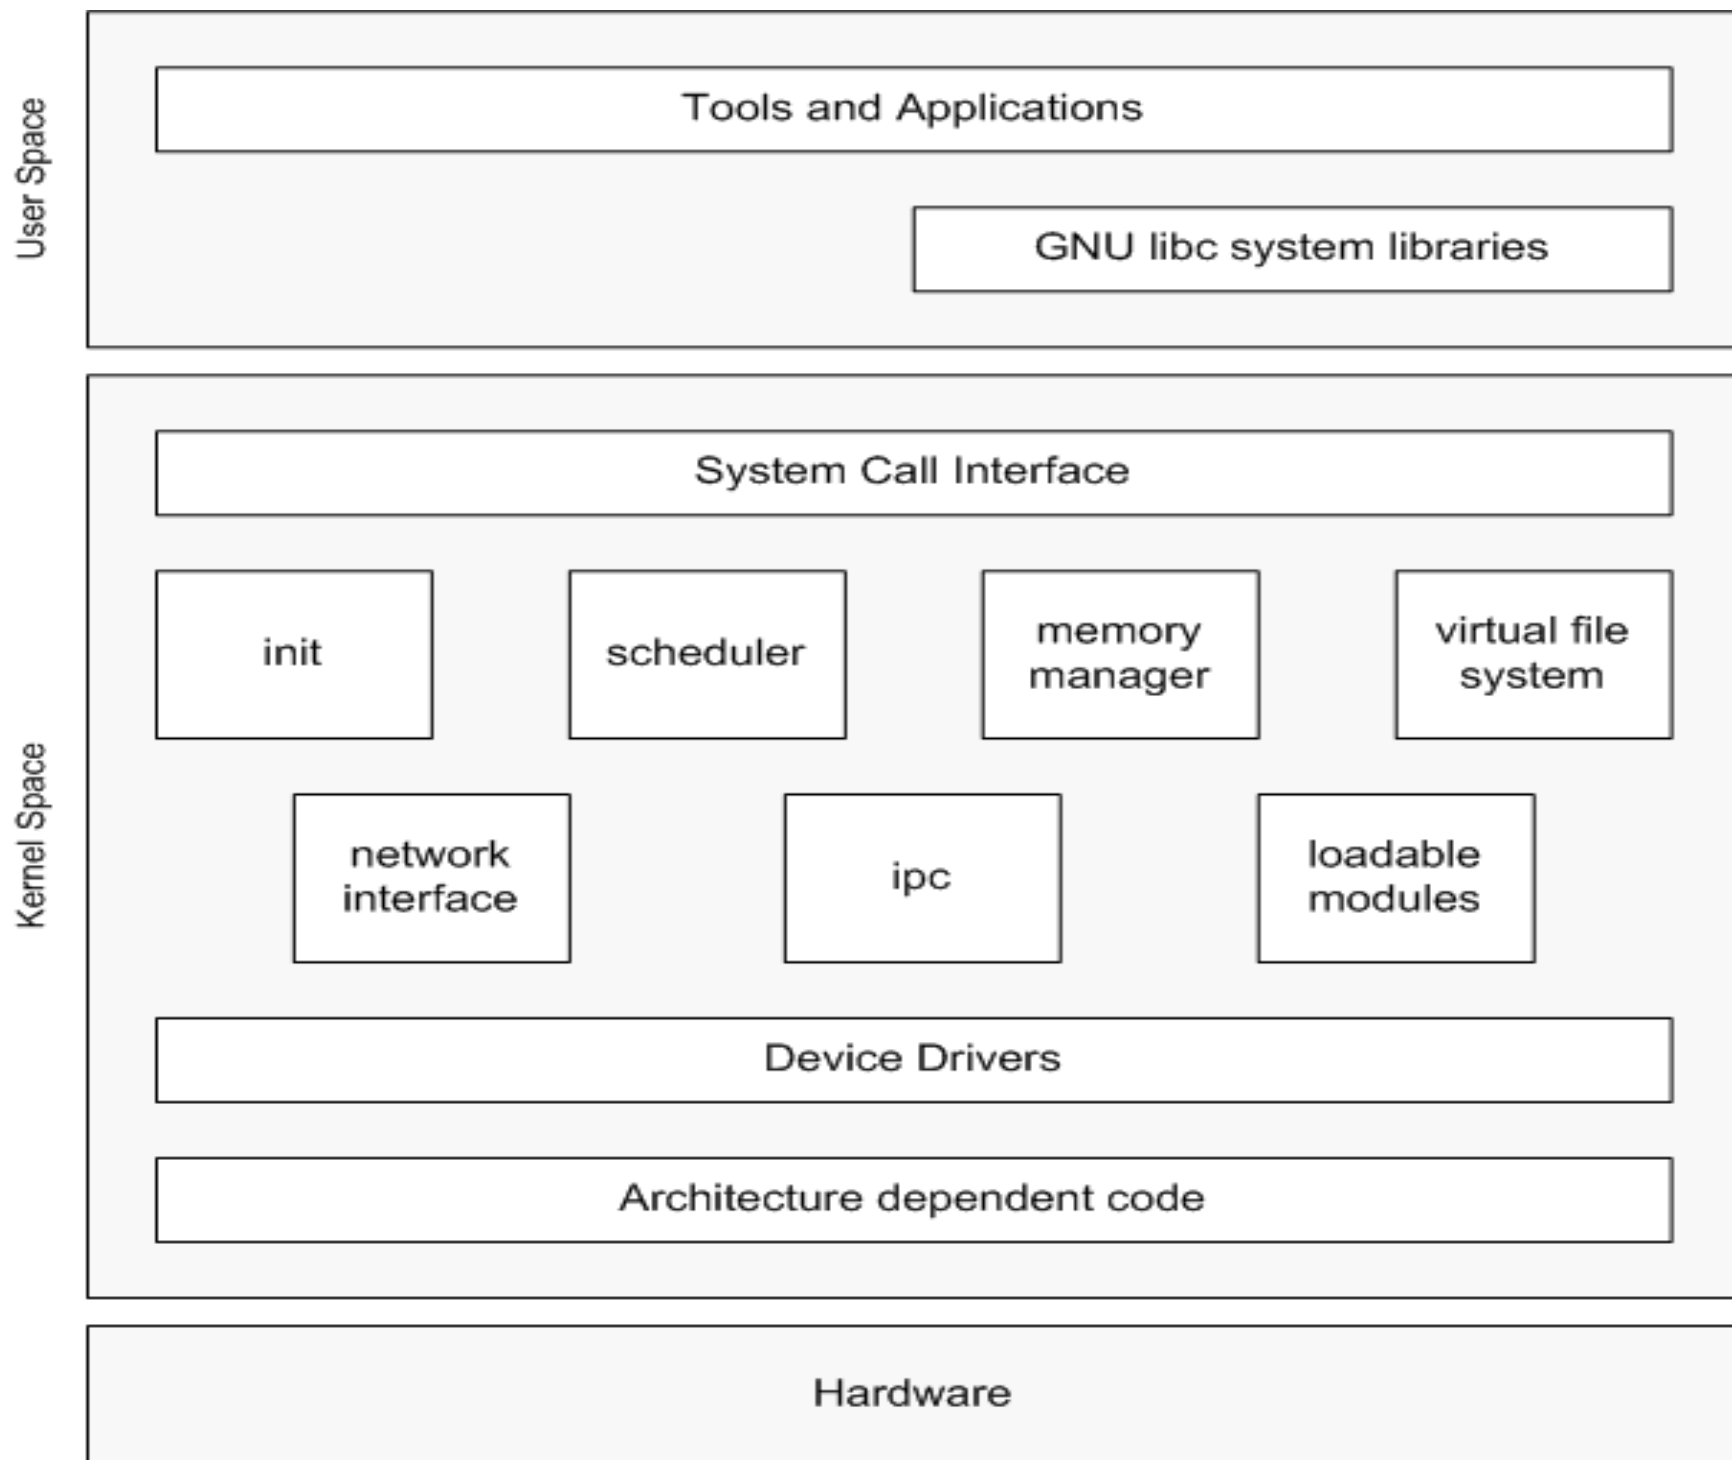 User Space
Tools and Applications
GNU libc system libraries
Kernel Space
System Call Interface
init
scheduler
memory
manager
virtual file
system
network
interface
ipc
loadable
modules
Device Drivers
Architecture dependent code
Hardware